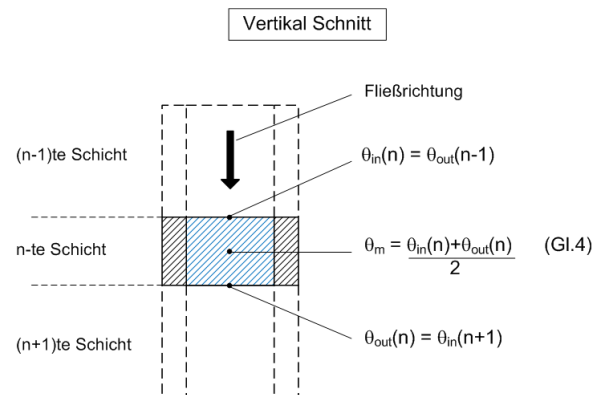 Vertikal Schnitt
Fließrichtung
(n-1)te Schicht
θin(n) = θout(n-1)
n-te Schicht
θm = θin(n)+θout(n) / 2 (Gl.4)
(n+1)te Schicht
θout(n) = θin(n+1)